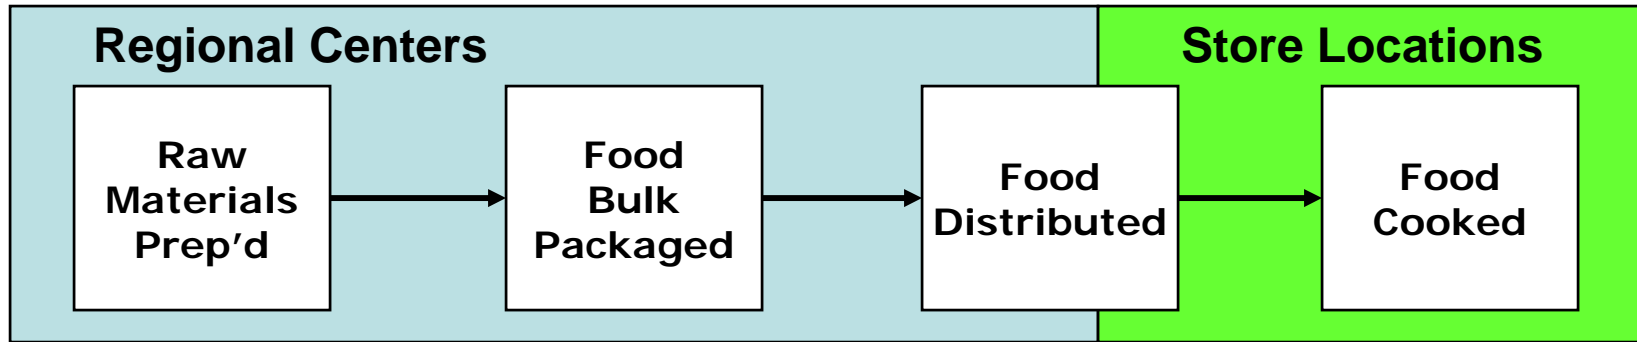 Regional Centers
Store Locations
Raw
Materials
Prep’d
Food
Bulk
Packaged
Food
Distributed
Food
Cooked